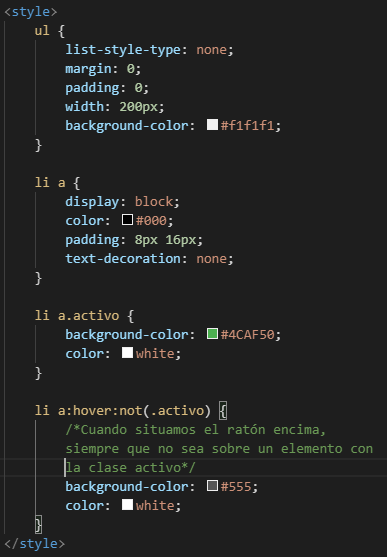 <style>
ul {
list-style-type: none;
margin: 0;
padding: 0;
width: 200px;
background-color: #f1f1f1;
}
li a {
display: block;
color: #000;
padding: 8px 16px;
text-decoration: none;
}
li a.activo {
background-color: #4CAF50;
color: white;
}
li a:hover:not(.activo) {
/*Cuando situamos el ratón encima,
siempre que no sea sobre un elemento con
la clase activo*/
background-color: #555;
color: white;
}
</style>